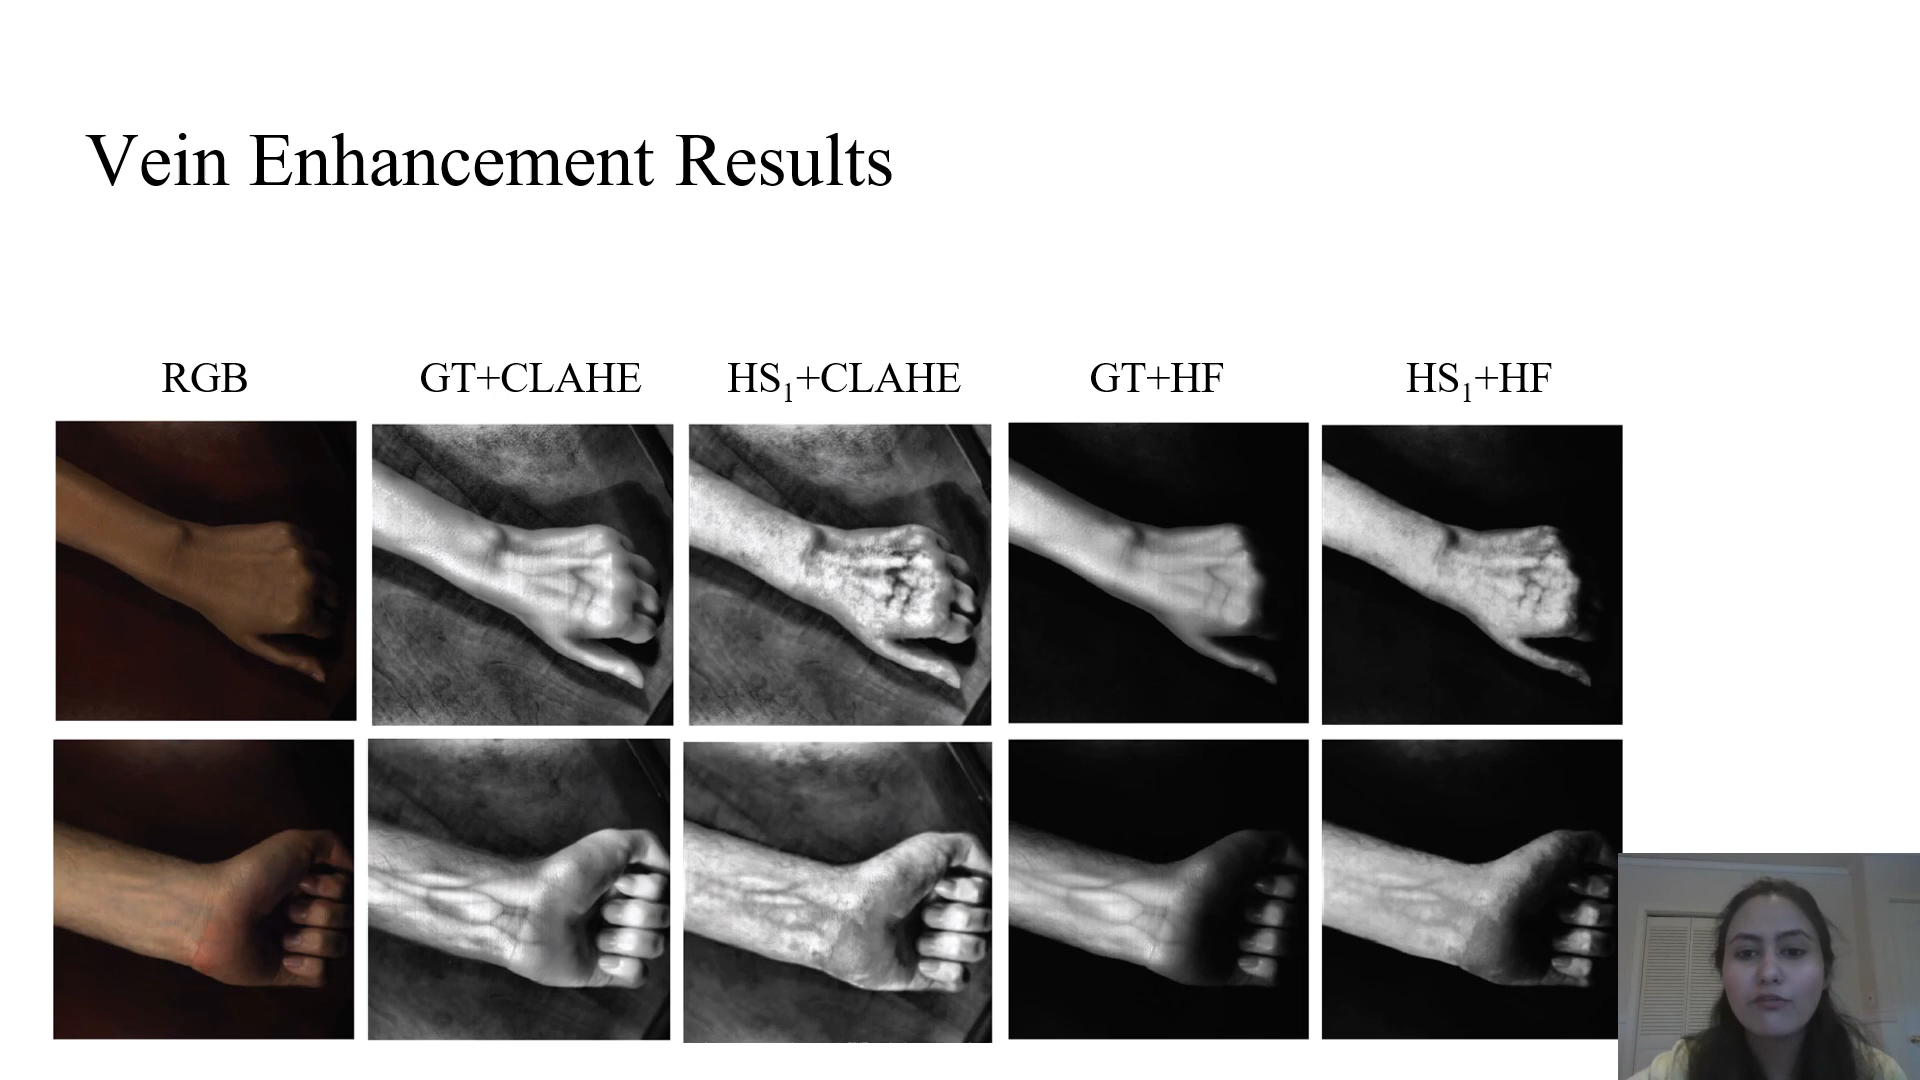 Vein Enhancement Results
RGB GT+CLAHE HS₁+CLAHE GT+HF HS₁+HF